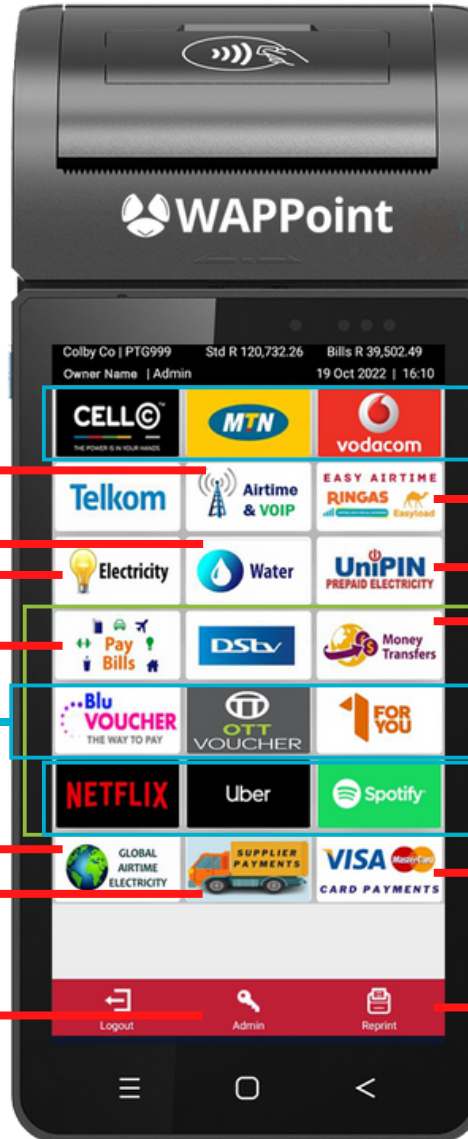 WAPPoint
Colby Co | PTG999 Std R 120,732.26 Bills R 39,502.49
Owner Name | Admin 19 Oct 2022 | 16:10
CELL©™
THE POWER IS IN YOUR HANDS
MTN
vodacom
Telkom
Airtime
& VOIP
EASY AIRTIME
RINGAS
Easyload
Electricity
Water
UniPIN
PREPAID ELECTRICITY
Pay
Bills
DStv
Money
Transfers
Blu
VOUCHER
THE WAY TO PAY
OTT
VOUCHER
1 FOR
YOU
NETFLIX
Uber
Spotify
GLOBAL
AIRTIME
ELECTRICITY
SUPPLIER
PAYMENTS
VISA MasterCard
CARD PAYMENTS
Logout
Admin
Reprint